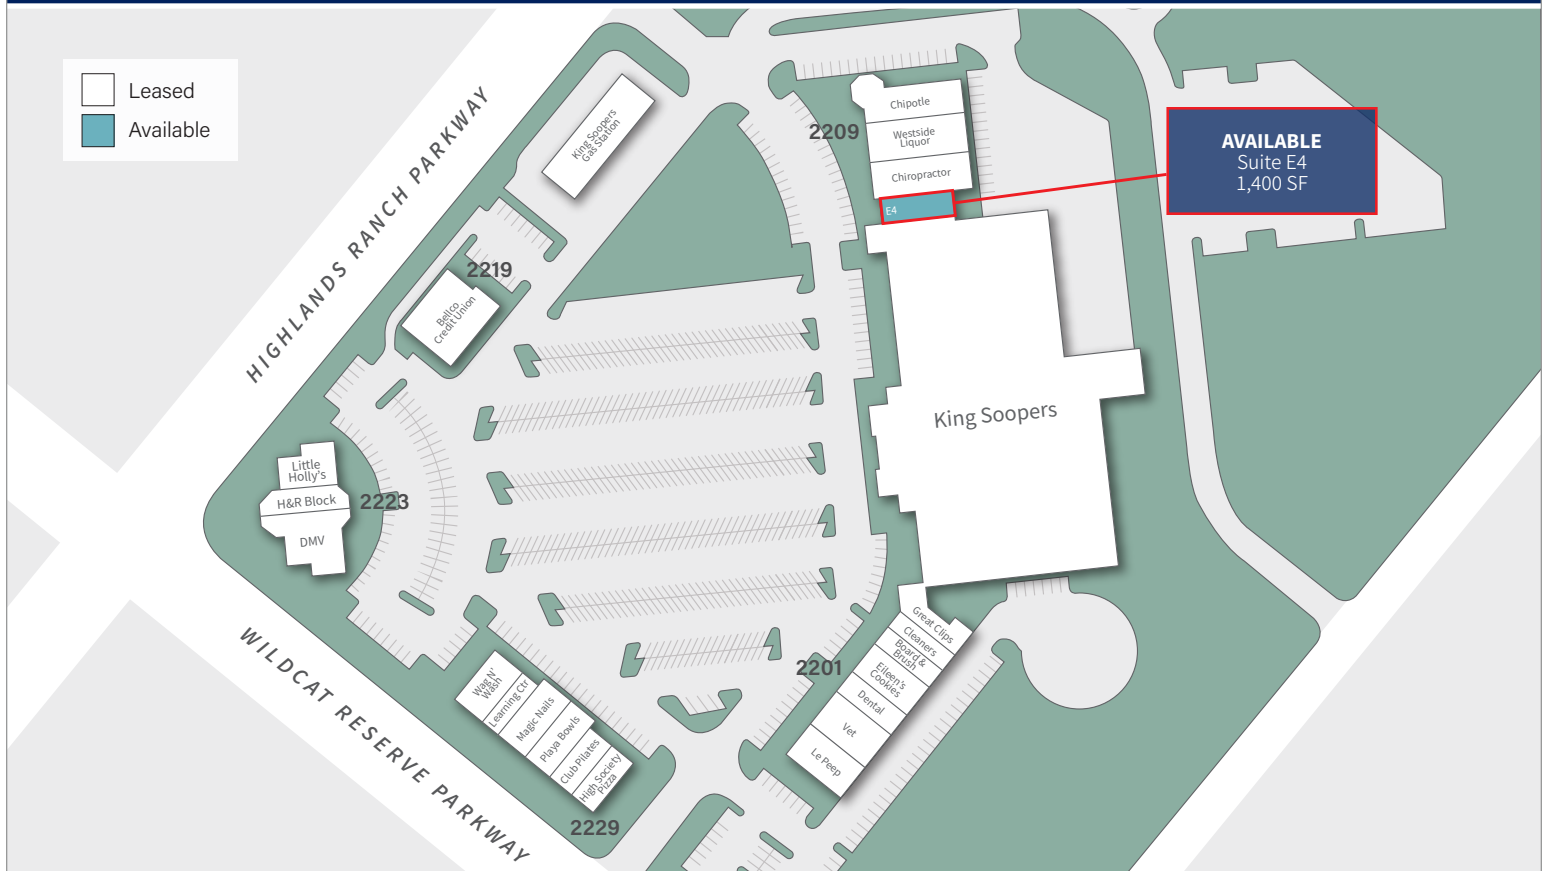 Leased
Available
HIGHLANDS RANCH PARKWAY
WILDCAT RESERVE PARKWAY
King Soopers
Gas Station
2219
Bellco
Credit Union
Little
Holly's
H&R Block
DMV
2223
2209
Chipotle
Westside
Liquor
Chiropractor
E4
AVAILABLE
Suite E4
1,400 SF
King Soopers
2201
Great Clips
Cleaners
Board &
Brush
Eileen's
Cookies
Dental
Vet
Le Peep
Wag N'
Wash
Learning Ctr
Magic Nails
Playa Bowls
Club Pilates
High Society
Pizza
2229